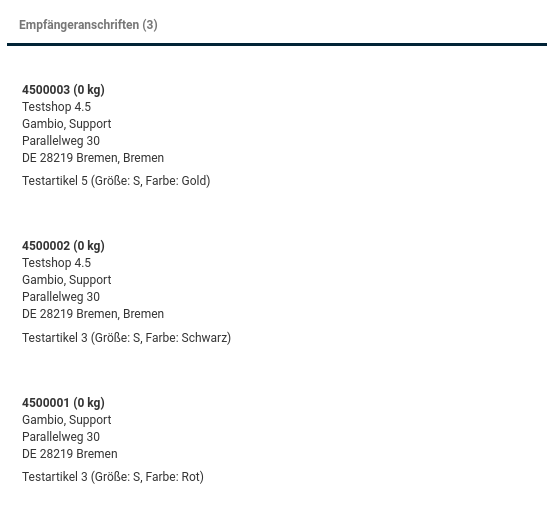 Empfängeranschriften (3)
4500003 (0 kg)
Testshop 4.5
Gambio, Support
Parallelweg 30
DE 28219 Bremen, Bremen
Testartikel 5 (Größe: S, Farbe: Gold)
4500002 (0 kg)
Testshop 4.5
Gambio, Support
Parallelweg 30
DE 28219 Bremen, Bremen
Testartikel 3 (Größe: S, Farbe: Schwarz)
4500001 (0 kg)
Gambio, Support
Parallelweg 30
DE 28219 Bremen
Testartikel 3 (Größe: S, Farbe: Rot)